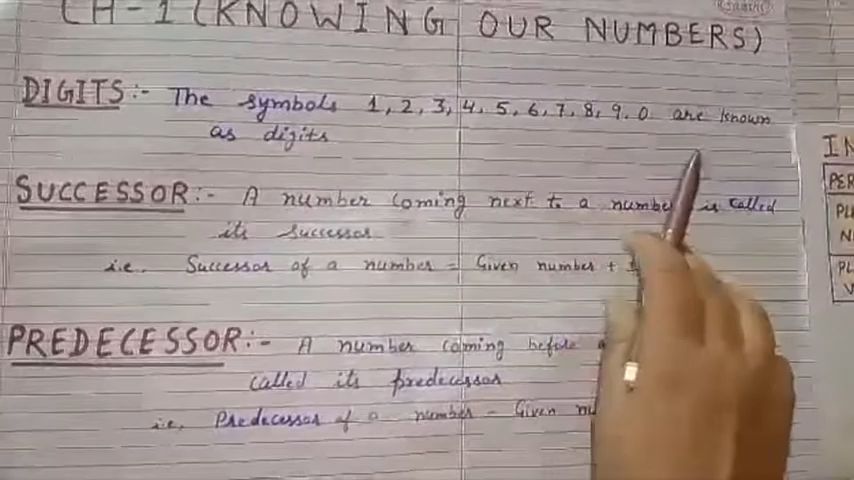 CH-1 (KNOWING OUR NUMBERS)
DIGITS:- The symbols 1, 2, 3, 4, 5, 6, 7, 8, 9, 0 are known
as digits
SUCCESSOR:- A number coming next to a number is called
its successor
i.e. Successor of a number = Given number +
PREDECESSOR:- A number coming before
called its predecessor
i.e. Predecessor of a number = Given